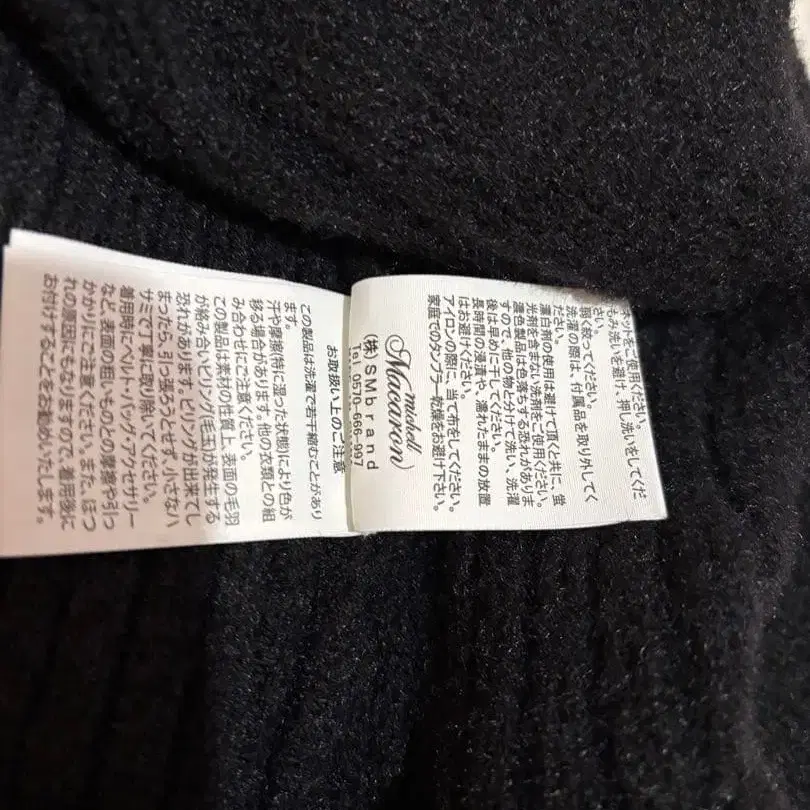 ネットをご使用ください。
もみ洗いを避け、押し洗いをしてくだ
さい。
弱く絞ってください。
洗濯の際は、付属品を取り外してく
ださい。
漂白剤の使用は避けて頂くと共に、蛍
光剤を含まない洗剤をご使用ください。
濃色製品は色落ちする恐れがありま
すので、他の物と分けて洗い、洗濯
後は早めに干してください。
長時間の浸漬や、濡れたままの放置
はお避けください。
アイロンの際に、当て布をしてください。
家庭でのタンブラー乾燥をお避け下さい。
mishell
Macaron
(株)SMbrand
Tel 0570-666-997
お取扱い上のご注意
この製品は洗濯で若干縮むことがあり
ます。
汗や摩擦(特に湿った状態)により色が
移る場合があります。他の衣類との組
み合わせにご注意ください。
この製品は素材の性質上、表面の毛羽
が絡み合いピリング(毛玉)が発生する
恐れがあります。ピリングが出来てし
まったら、引っ張ろうとせず、小さなハ
サミで丁寧に取り除いてください。
着用時にベルト・バッグ・アクセサリー
など、表面の粗いものとの摩擦や引っ
かかりにご注意ください。また、ほつ
れの原因にもなりますので、着用後に
お付けすることをお勧めいたします。